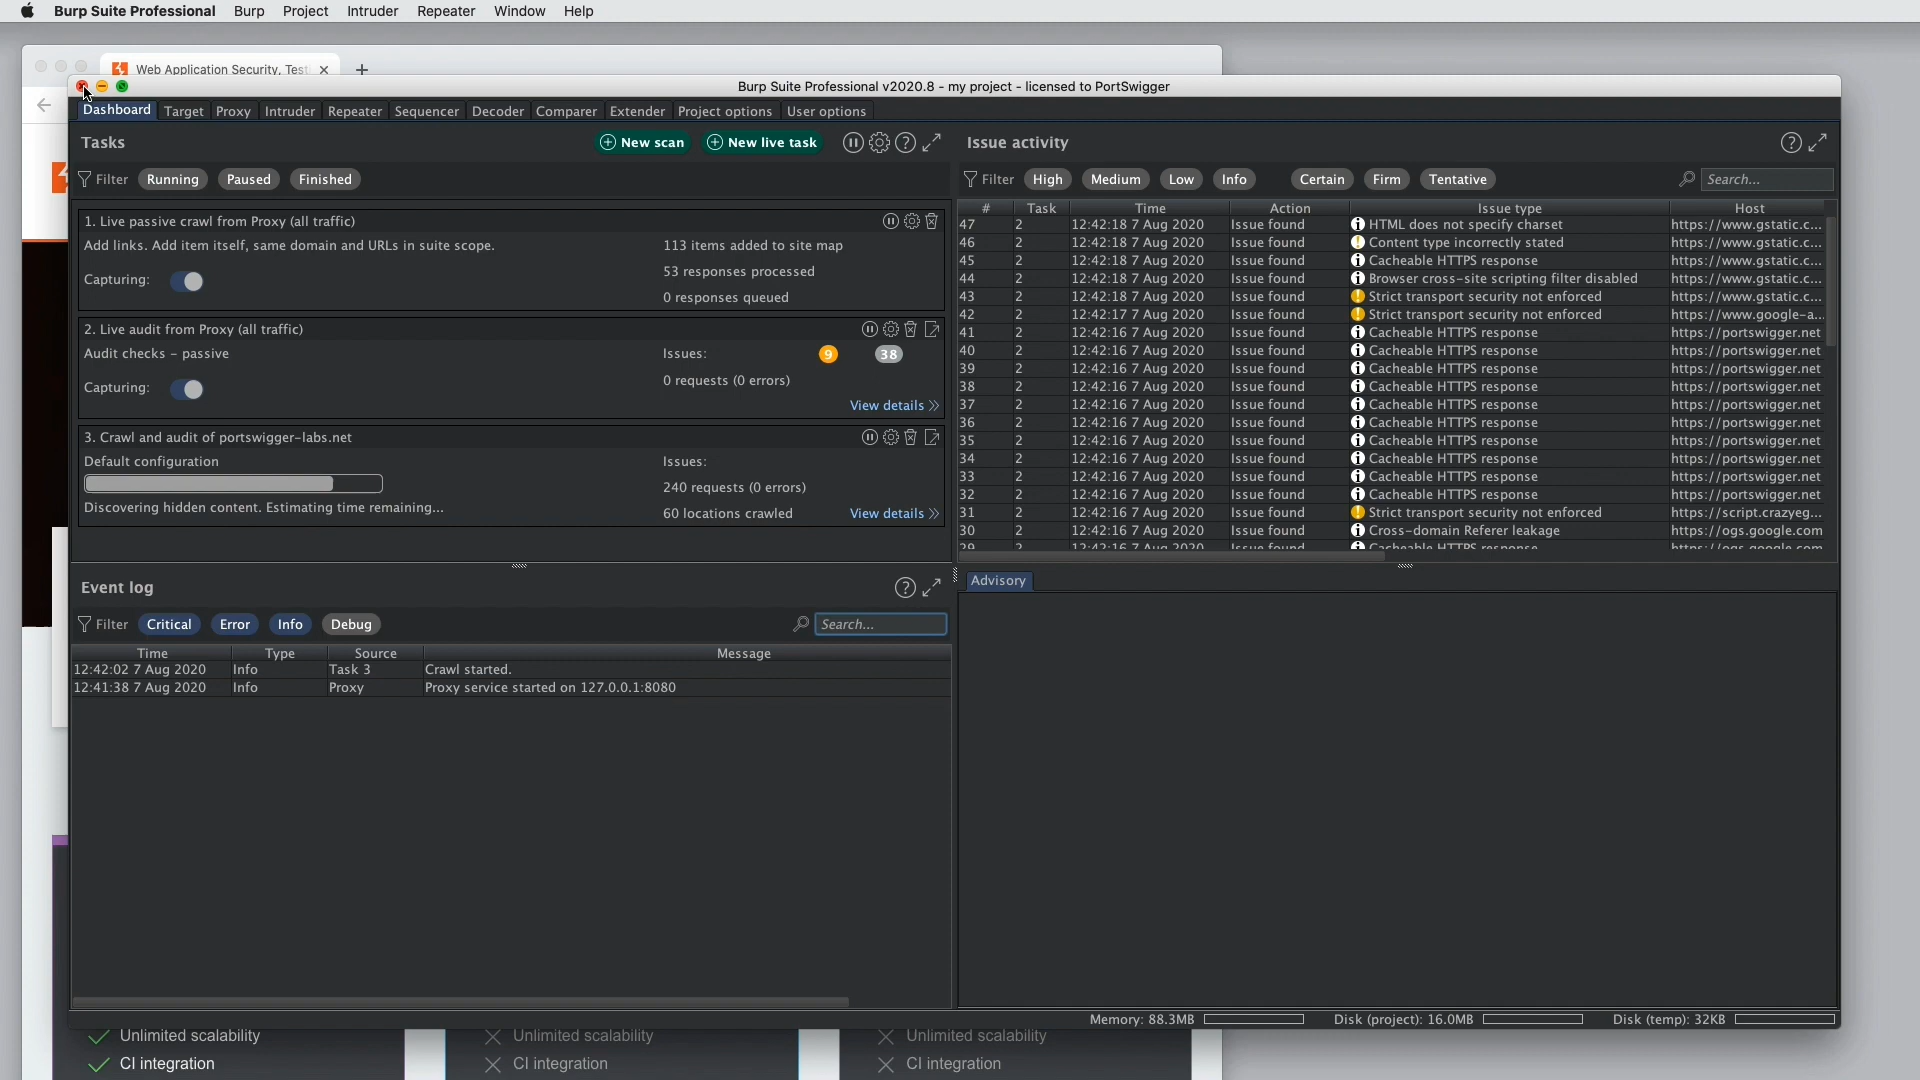 Burp Suite Professional Burp Project Intruder Repeater Window Help
Web Application Security, Test
Burp Suite Professional v2020.8 - my project - licensed to PortSwigger
Dashboard Target Proxy Intruder Repeater Sequencer Decoder Comparer Extender Project options User options
Tasks New scan New live task
Filter Running Paused Finished
1. Live passive crawl from Proxy (all traffic)
Add links. Add item itself, same domain and URLs in suite scope. 113 items added to site map
53 responses processed
Capturing:
0 responses queued
2. Live audit from Proxy (all traffic)
Audit checks - passive Issues: 9 38
0 requests (0 errors)
Capturing:
View details >>
3. Crawl and audit of portswigger-labs.net
Default configuration Issues:
240 requests (0 errors)
Discovering hidden content. Estimating time remaining... 60 locations crawled View details >>
Issue activity
Filter High Medium Low Info Certain Firm Tentative Search...
# Task Time Action Issue type Host
47 2 12:42:18 7 Aug 2020 Issue found HTML does not specify charset https://www.gstatic.c...
46 2 12:42:18 7 Aug 2020 Issue found Content type incorrectly stated https://www.gstatic.c...
45 2 12:42:18 7 Aug 2020 Issue found Cacheable HTTPS response https://www.gstatic.c...
44 2 12:42:18 7 Aug 2020 Issue found Browser cross-site scripting filter disabled https://www.gstatic.c...
43 2 12:42:18 7 Aug 2020 Issue found Strict transport security not enforced https://www.gstatic.c...
42 2 12:42:17 7 Aug 2020 Issue found Strict transport security not enforced https://www.google-a...
41 2 12:42:16 7 Aug 2020 Issue found Cacheable HTTPS response https://portswigger.net
40 2 12:42:16 7 Aug 2020 Issue found Cacheable HTTPS response https://portswigger.net
39 2 12:42:16 7 Aug 2020 Issue found Cacheable HTTPS response https://portswigger.net
38 2 12:42:16 7 Aug 2020 Issue found Cacheable HTTPS response https://portswigger.net
37 2 12:42:16 7 Aug 2020 Issue found Cacheable HTTPS response https://portswigger.net
36 2 12:42:16 7 Aug 2020 Issue found Cacheable HTTPS response https://portswigger.net
35 2 12:42:16 7 Aug 2020 Issue found Cacheable HTTPS response https://portswigger.net
34 2 12:42:16 7 Aug 2020 Issue found Cacheable HTTPS response https://portswigger.net
33 2 12:42:16 7 Aug 2020 Issue found Cacheable HTTPS response https://portswigger.net
32 2 12:42:16 7 Aug 2020 Issue found Cacheable HTTPS response https://portswigger.net
31 2 12:42:16 7 Aug 2020 Issue found Strict transport security not enforced https://script.crazyeg...
30 2 12:42:16 7 Aug 2020 Issue found Cross-domain Referer leakage https://ogs.google.com
29 2 12:42:16 7 Aug 2020 Issue found Cacheable HTTPS response https://ogs.google.com
Event log
Filter Critical Error Info Debug Search...
Time Type Source Message
12:42:02 7 Aug 2020 Info Task 3 Crawl started.
12:41:38 7 Aug 2020 Info Proxy Proxy service started on 127.0.0.1:8080
Advisory
Memory: 88.3MB Disk (project): 16.0MB Disk (temp): 32KB
Unlimited scalability Unlimited scalability Unlimited scalability
CI integration CI integration CI integration